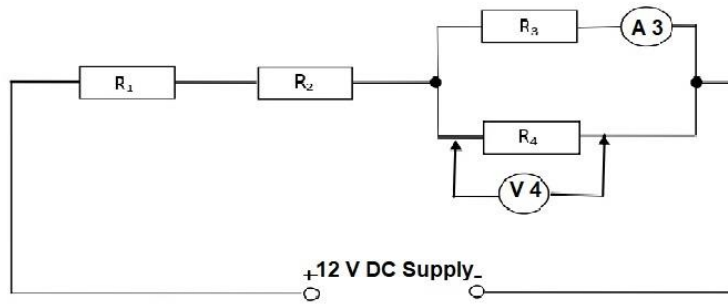 R₃
A 3
R₁
R₂
R₄
V 4
+12 V DC Supply-